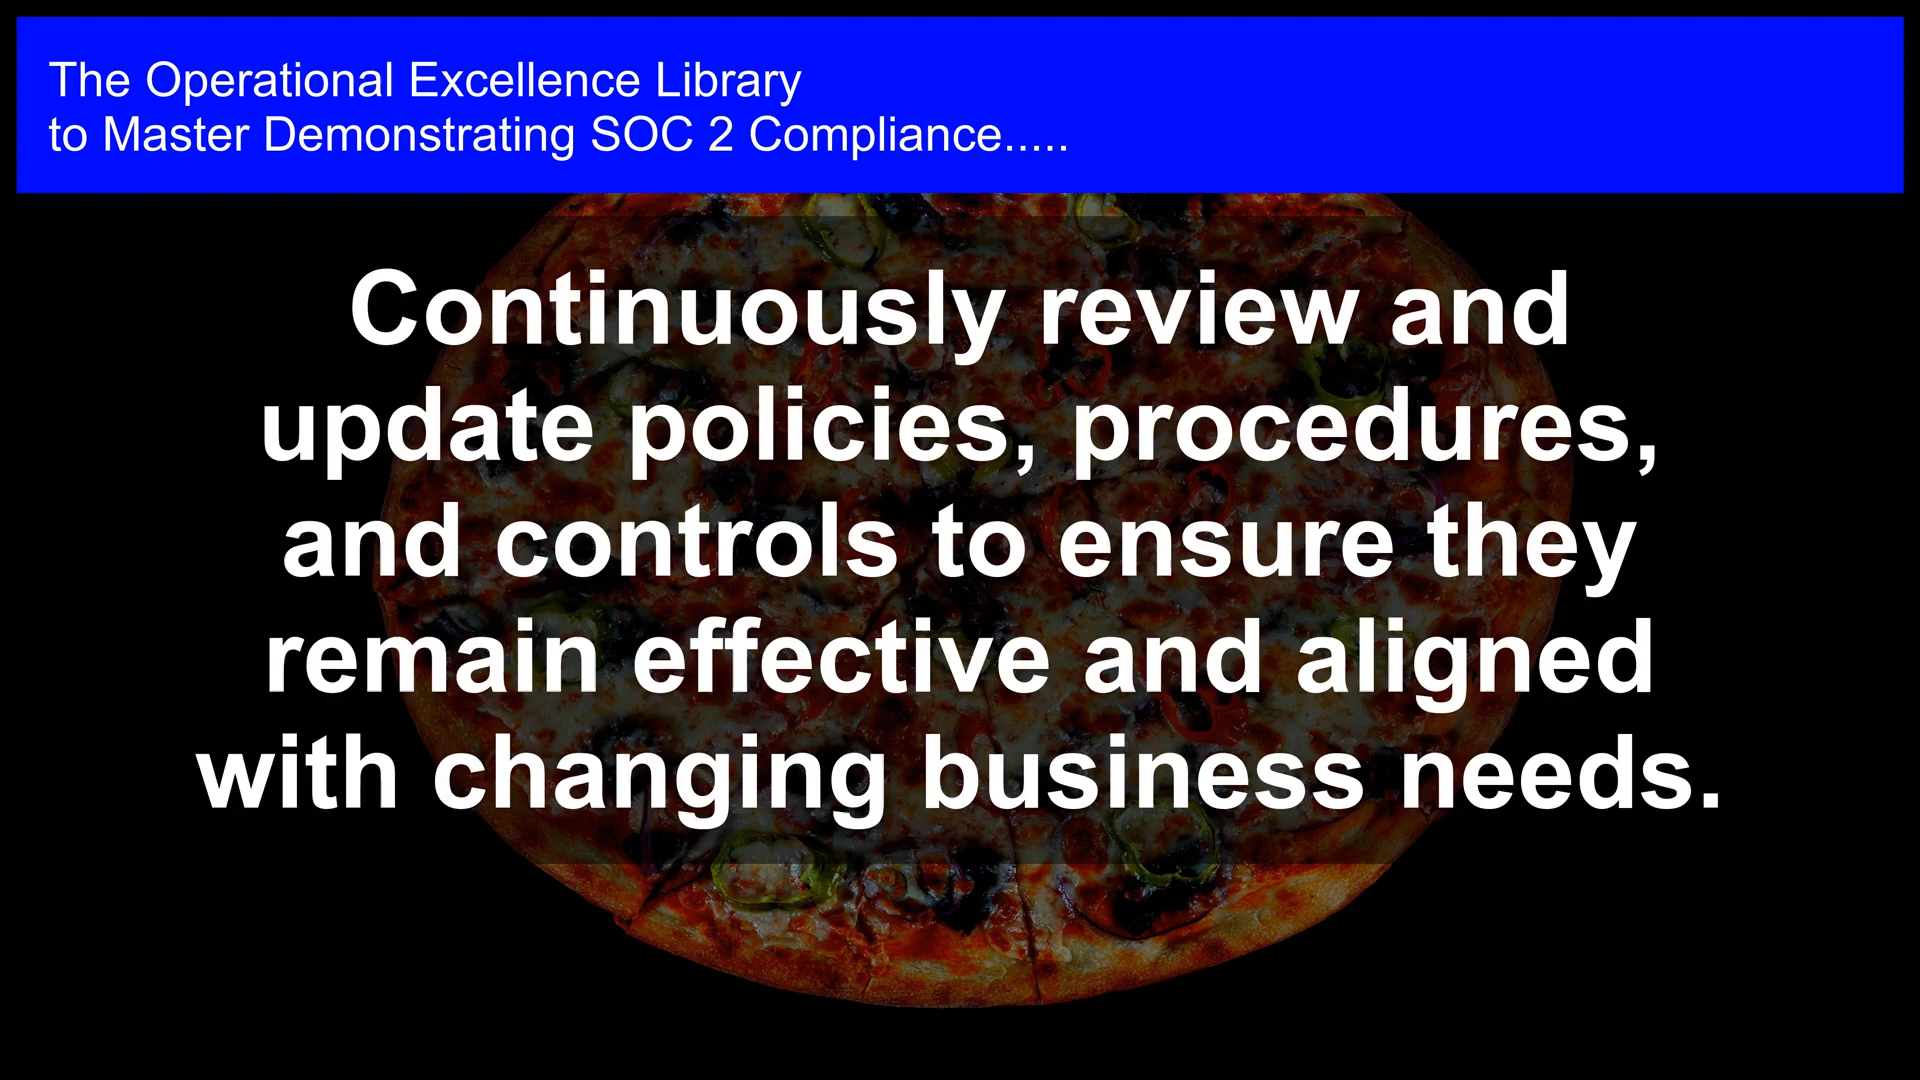 The Operational Excellence Library
to Master Demonstrating SOC 2 Compliance.....
Continuously review and
update policies, procedures,
and controls to ensure they
remain effective and aligned
with changing business needs.